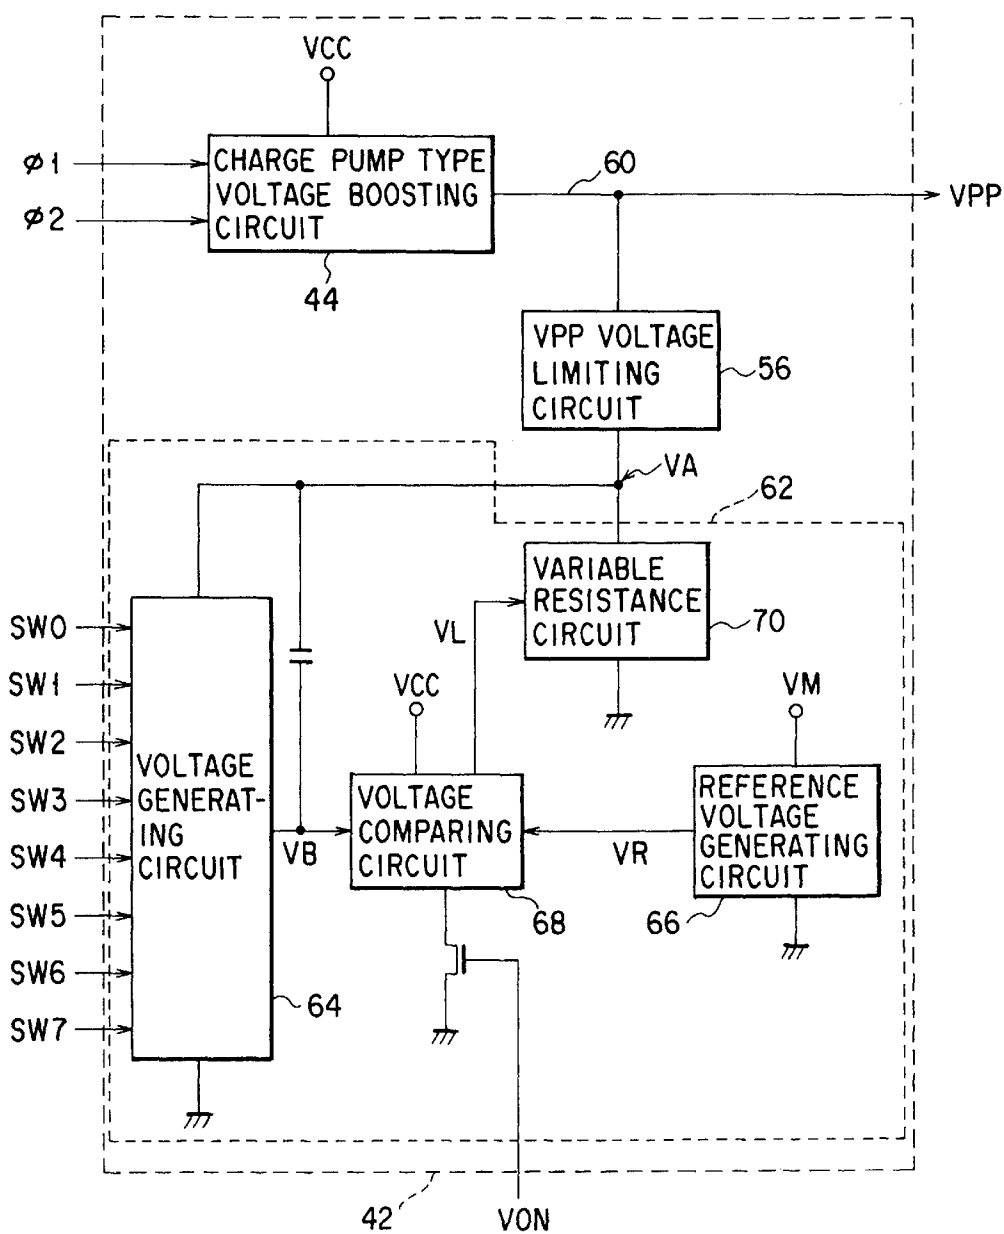 VCC
φ1
φ2
CHARGE PUMP TYPE
VOLTAGE BOOSTING
CIRCUIT
44
60
VPP
VPP VOLTAGE
LIMITING
CIRCUIT
56
VA
62
VARIABLE
RESISTANCE
CIRCUIT
70
VL
SW0
SW1
SW2
SW3
SW4
SW5
SW6
SW7
VOLTAGE
GENERAT-
ING
CIRCUIT
64
VB
VCC
VOLTAGE
COMPARING
CIRCUIT
68
VR
VM
REFERENCE
VOLTAGE
GENERATING
CIRCUIT
66
42
VON